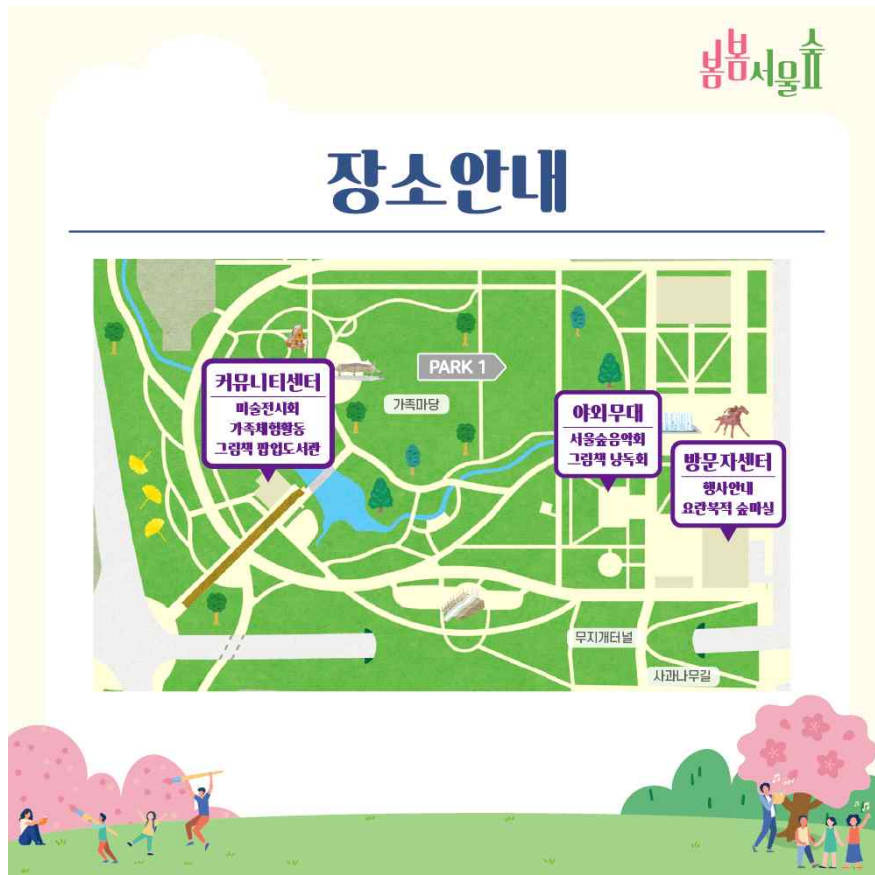 봄봄서울숲
장소안내
PARK 1
커뮤니티센터
미술전시회
가족체험활동
그림책 팝업도서관
가족마당
야외무대
서울숲음악회
그림책 낭독회
방문자센터
행사안내
요란북적 숲마실
무지개터널
사과나무길